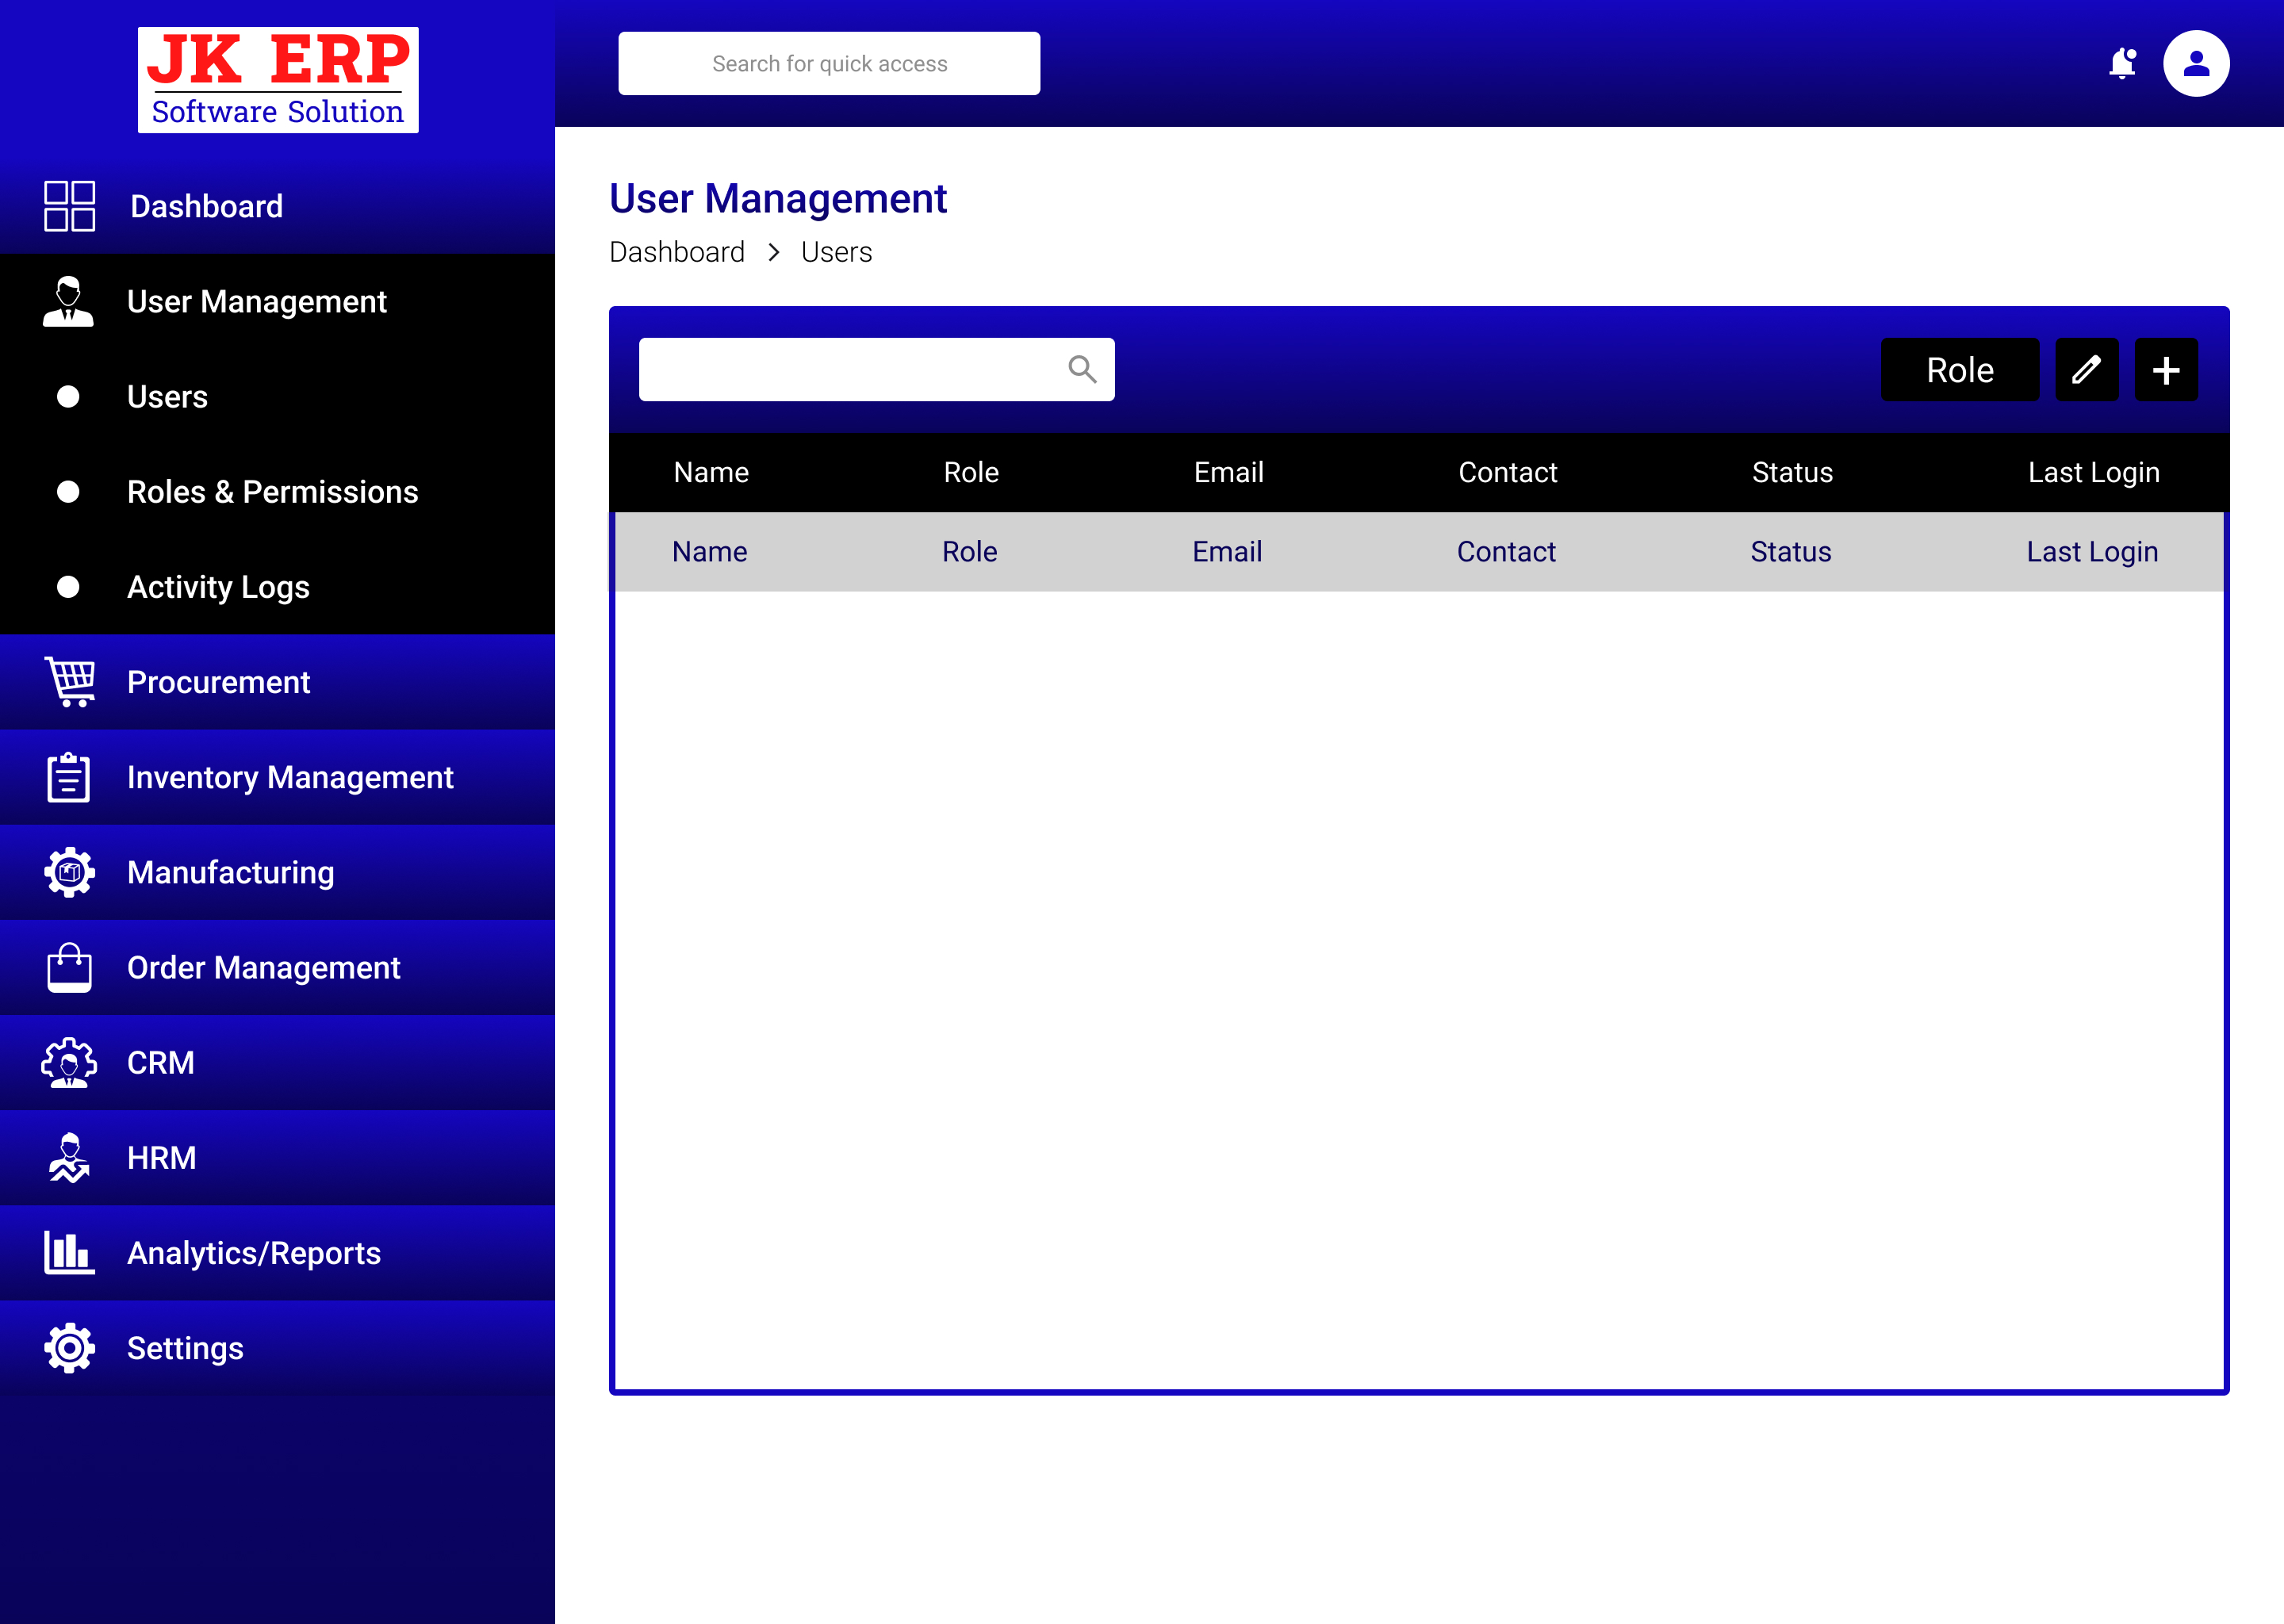 JK ERP
Software Solution
Search for quick access
Dashboard
User Management
Users
Roles & Permissions
Activity Logs
Procurement
Inventory Management
Manufacturing
Order Management
CRM
HRM
Analytics/Reports
Settings
User Management
Dashboard > Users
Role
Name Role Email Contact Status Last Login
Name Role Email Contact Status Last Login